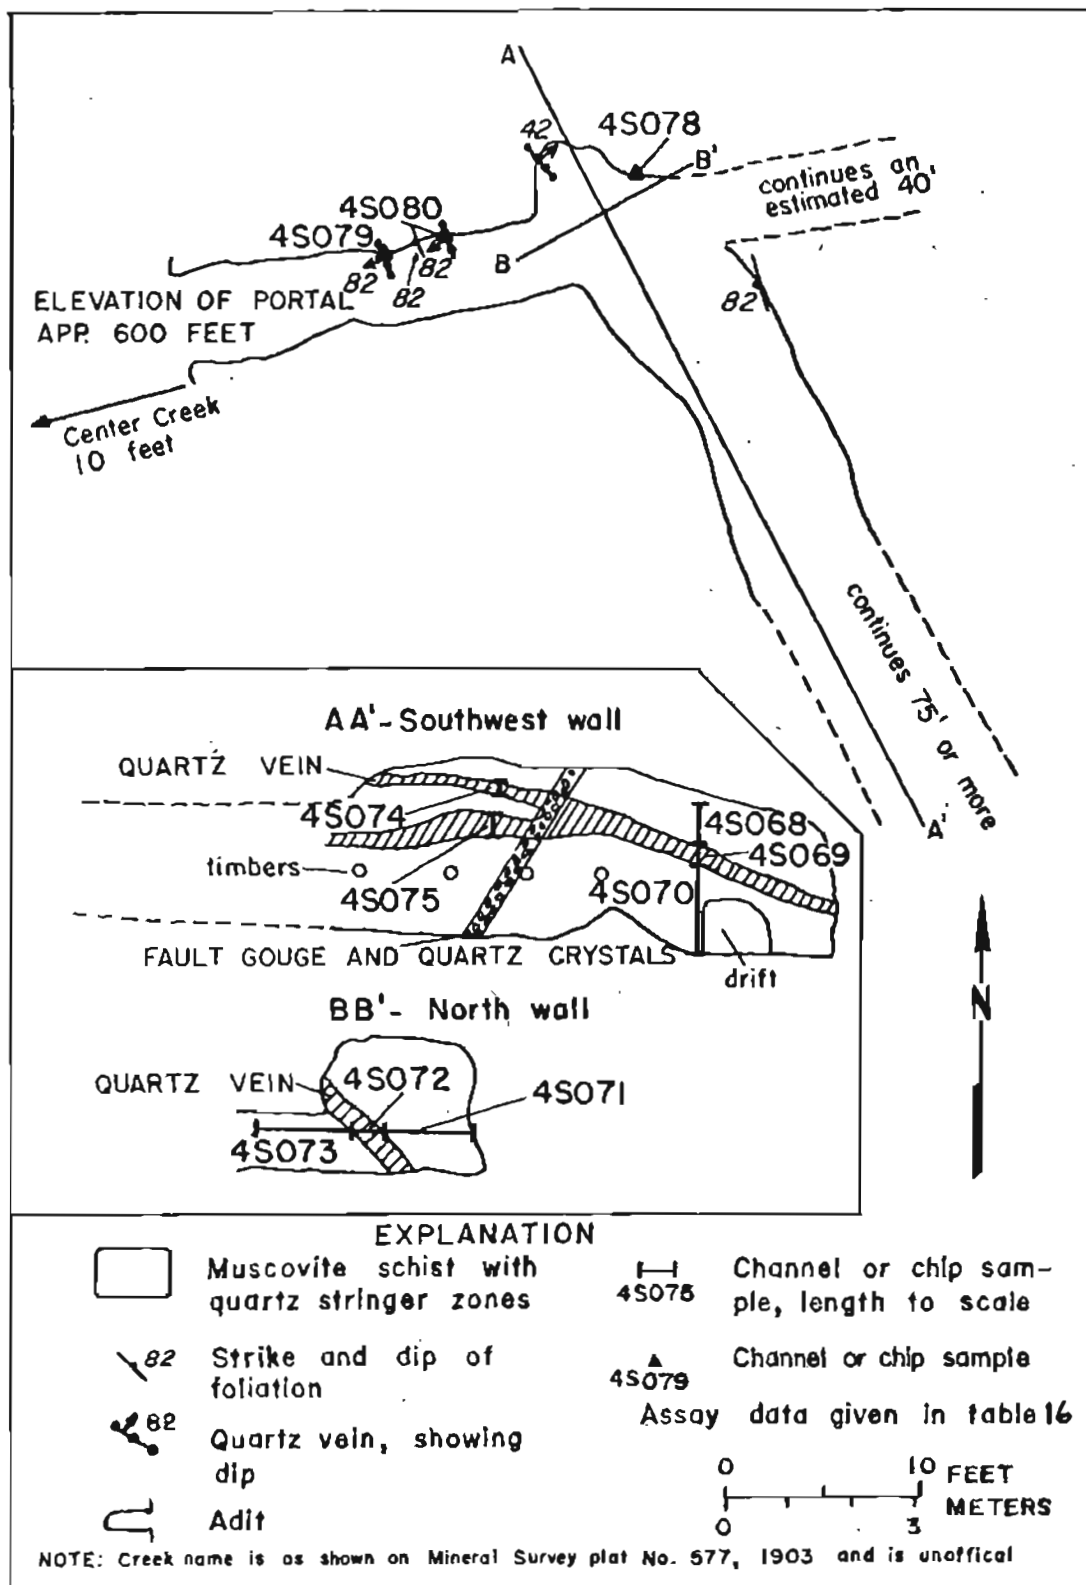 A
42
4S078
B'
continues an
estimated 40'
4S080
4S079
82
82
82
B
82
ELEVATION OF PORTAL
APP. 600 FEET
Center Creek
10 feet
continues 75' or more
A'
AA'-Southwest wall
QUARTZ VEIN
4S074
4S068
4S069
timbers
4S075
4S070
FAULT GOUGE AND QUARTZ CRYSTALS
drift
N
BB'- North wall
QUARTZ VEIN
4S072
4S071
4S073
EXPLANATION
Muscovite schist with
quartz stringer zones
82
Strike and dip of
foliation
82
Quartz vein, showing
dip
Adit
4S075
Channel or chip sam-
ple, length to scale
4S079
Channel or chip sample
Assay data given in table 16
0 10 FEET
METERS
0 3
NOTE: Creek name is as shown on Mineral Survey plat No. 577, 1903 and is unoffical